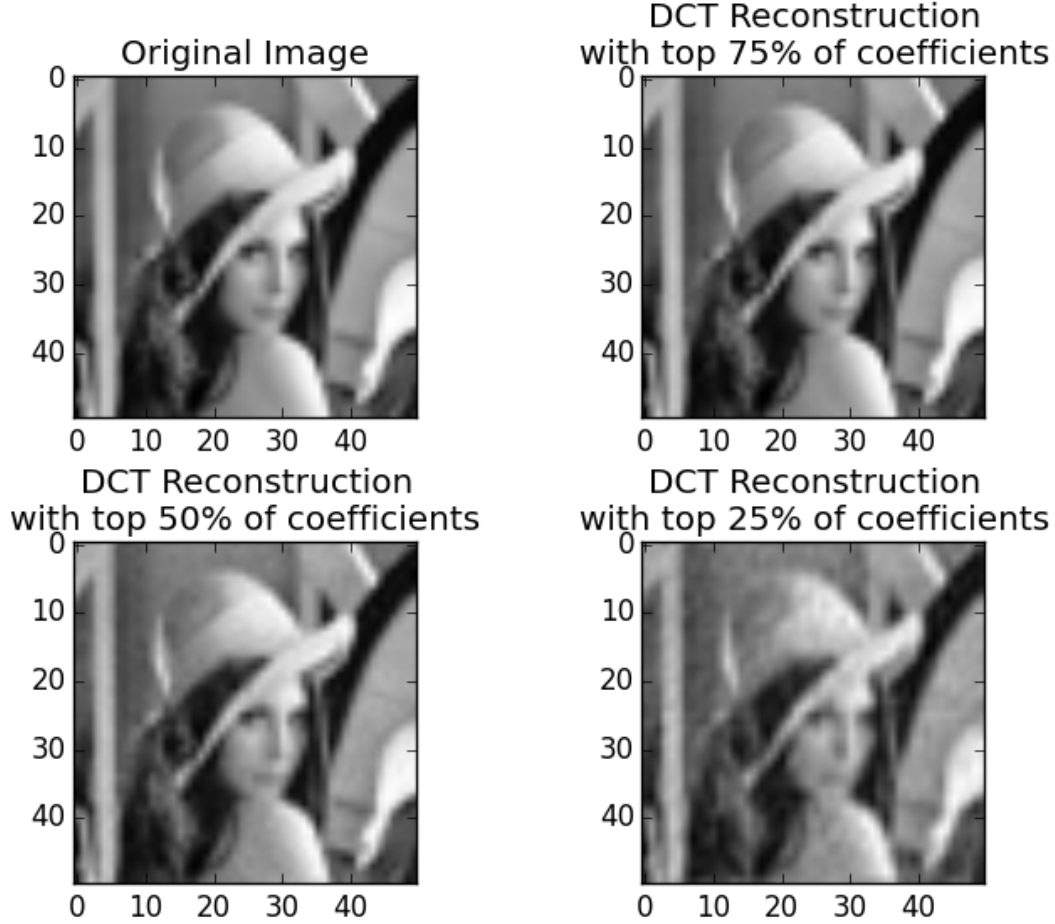 Original Image
0
10
20
30
40
0 10 20 30 40
DCT Reconstruction
with top 75% of coefficients
0
10
20
30
40
0 10 20 30 40
DCT Reconstruction
with top 50% of coefficients
0
10
20
30
40
0 10 20 30 40
DCT Reconstruction
with top 25% of coefficients
0
10
20
30
40
0 10 20 30 40